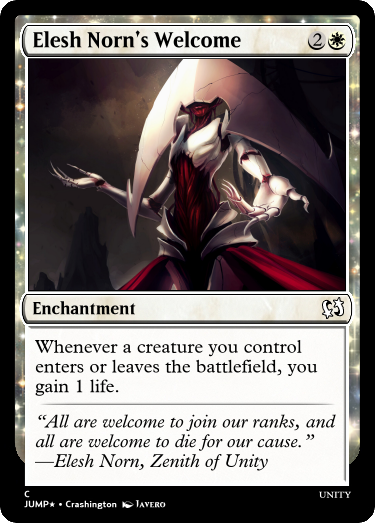 Elesh Norn's Welcome 2
Enchantment
Whenever a creature you control
enters or leaves the battlefield, you
gain 1 life.
“All are welcome to join our ranks, and
all are welcome to die for our cause.”
—Elesh Norn, Zenith of Unity
C UNITY
JUMP★ • Crashington Javero